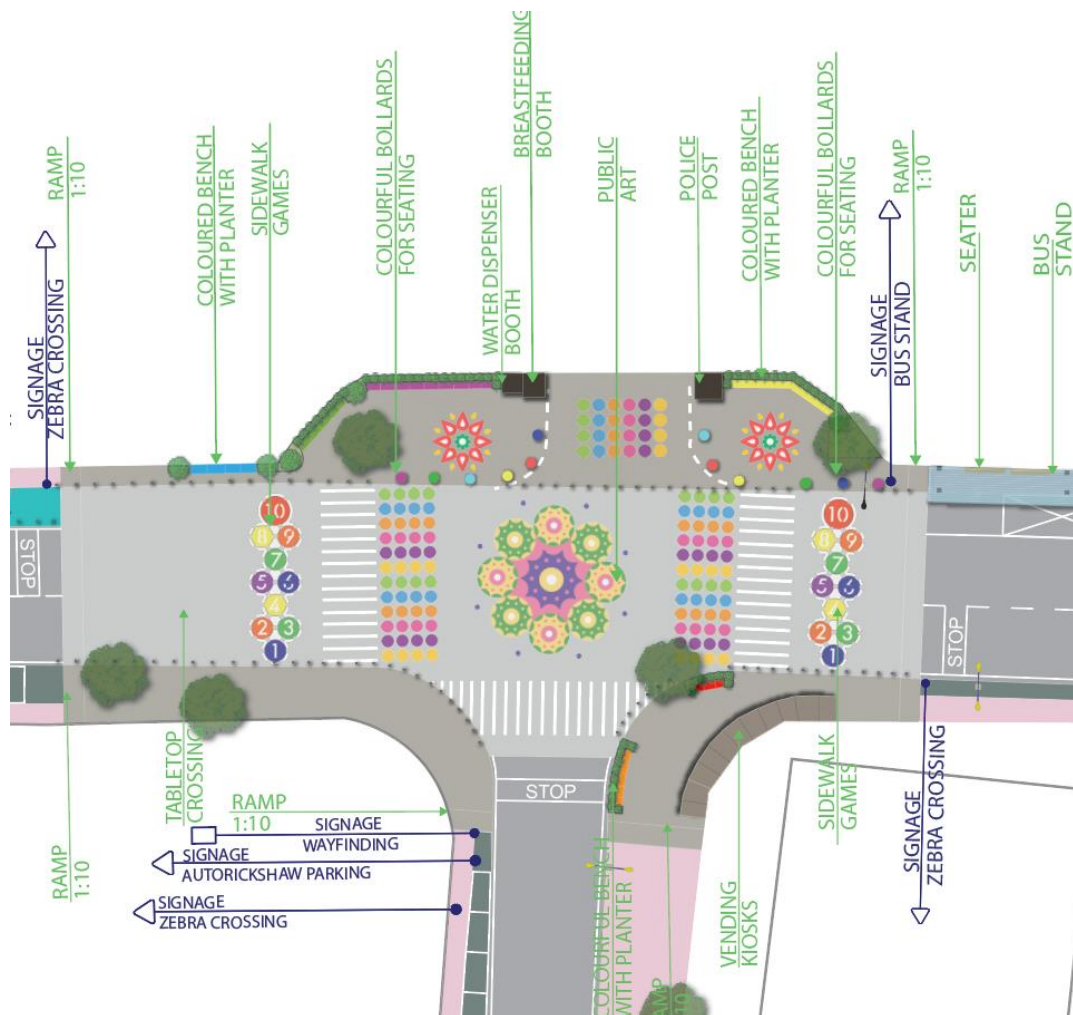 RAMP
1:10
COLOURED BENCH
WITH PLANTER
SIDEWALK
GAMES
COLOURFUL BOLLARDS
FOR SEATING
WATER DISPENSER
BOOTH
BREASTFEEDING
BOOTH
PUBLIC
ART
POLICE
POST
COLOURED BENCH
WITH PLANTER
COLOURFUL BOLLARDS
FOR SEATING
RAMP
1:10
SEATER
BUS
STAND
SIGNAGE
ZEBRA CROSSING
SIGNAGE
BUS STAND
STOP
10
8 9
7
5 6
4
2 3
1
10
8 9
7
5 6
4
2 3
1
STOP
STOP
RAMP
1:10
TABLETOP
CROSSING
RAMP
1:10
SIGNAGE
WAYFINDING
SIGNAGE
AUTORICKSHAW PARKING
SIGNAGE
ZEBRA CROSSING
COLOURFUL BENCH
WITH PLANTER
RAMP
1:10
VENDING
KIOSKS
SIDEWALK
GAMES
SIGNAGE
ZEBRA CROSSING